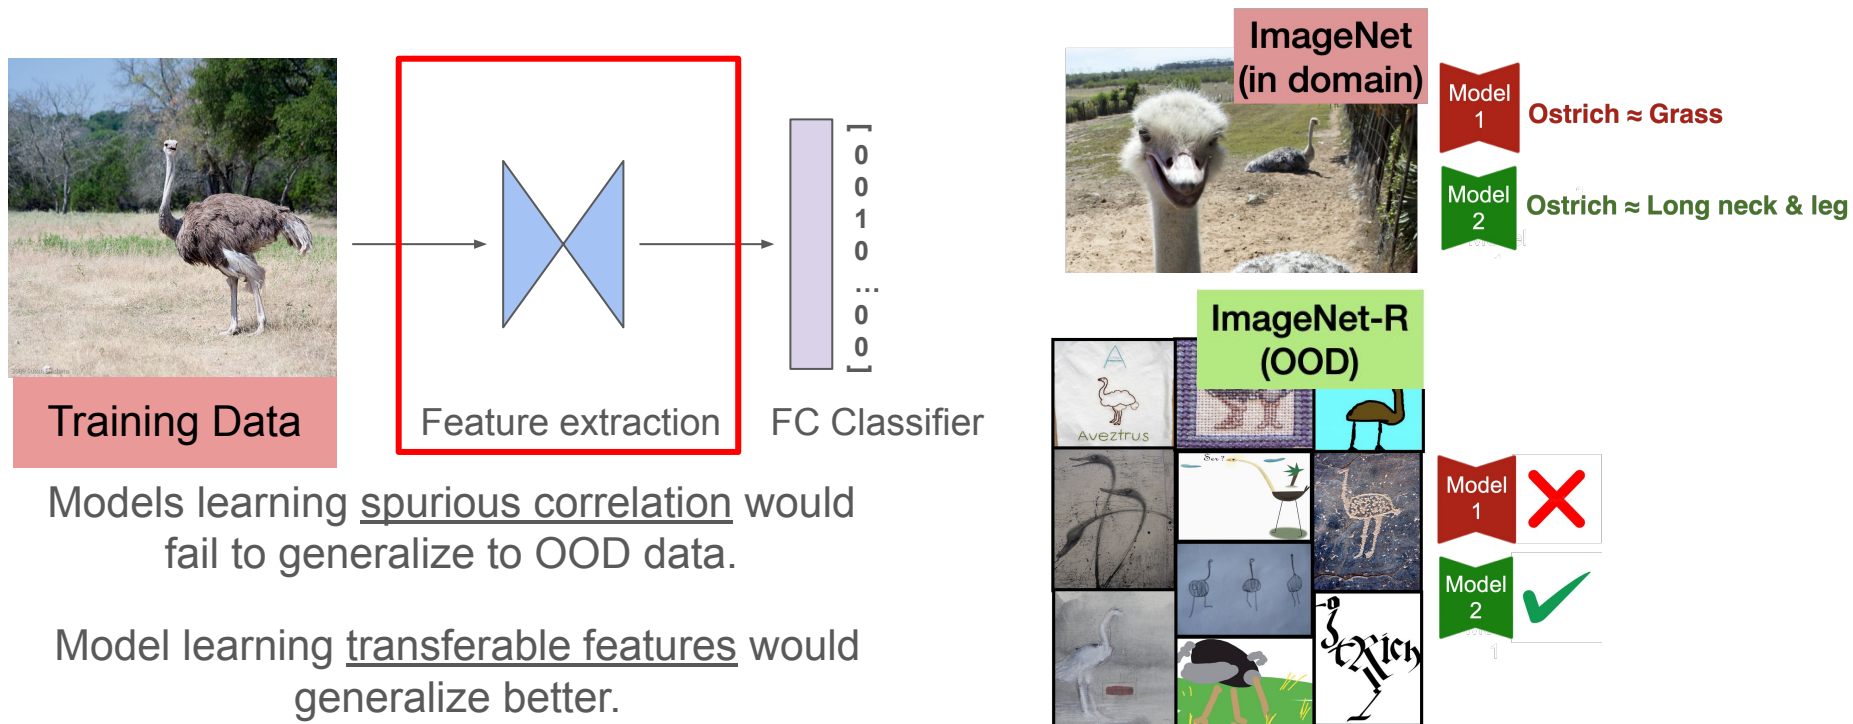 Training Data
Feature extraction
FC Classifier
[
0
0
1
0
...
0
0
]
Models learning spurious correlation would
fail to generalize to OOD data.
Model learning transferable features would
generalize better.
ImageNet
(in domain)
Model
1
Ostrich ≈ Grass
Model
2
Ostrich ≈ Long neck & leg
ImageNet-R
(OOD)
A
Aveztrus
Model
1
Model
2